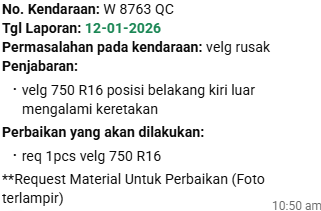 No. Kendaraan: W 8763 QC
Tgl Laporan: 12-01-2026
Permasalahan pada kendaraan: velg rusak
Penjabaran:
· velg 750 R16 posisi belakang kiri luar
mengalami keretakan
Perbaikan yang akan dilakukan:
· req 1pcs velg 750 R16
**Request Material Untuk Perbaikan (Foto
terlampir)
10:50 am